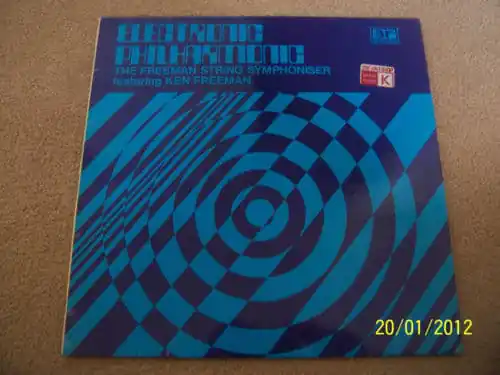 ELECTRONIC
PHILHARMONIC
THE FREEMAN STRING SYMPHONISER
featuring KEN FREEMAN
K
20/01/2012